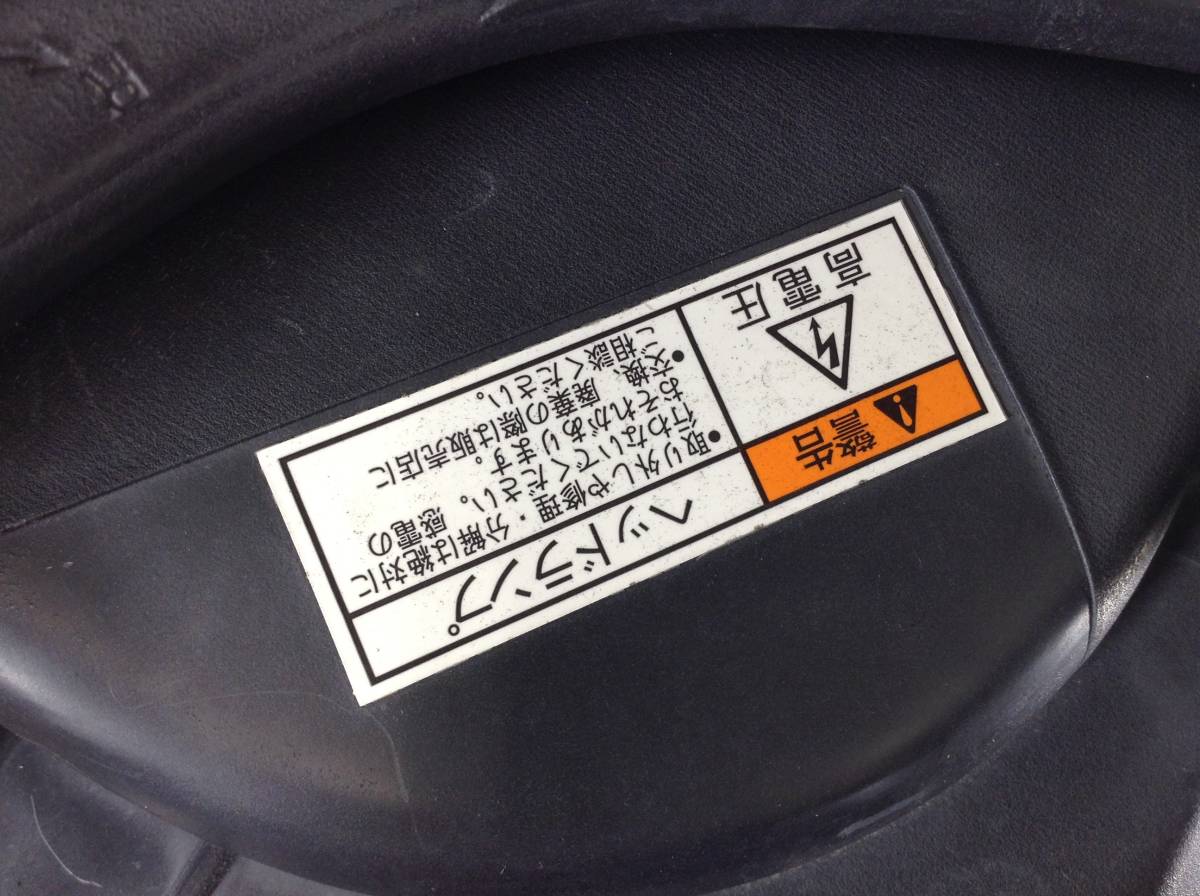 警告
ヘッドランプ
高電圧
•取り外しや修理・分解は絶対に
行わないでください。感電の
おそれがあります。
•交換、廃棄の際は販売店に
ご相談ください。